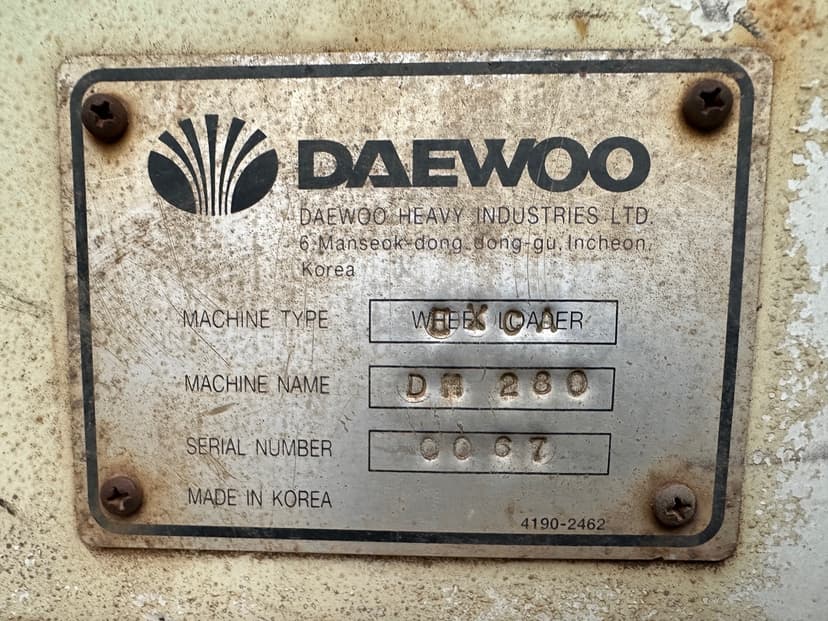 DAEWOO
DAEWOO HEAVY INDUSTRIES LTD.
6,Manseok-dong,dong-gu,Incheon,
Korea
MACHINE TYPE WHEEL LOADER EXCA
MACHINE NAME DH 280
SERIAL NUMBER 0067
MADE IN KOREA
4190-2462